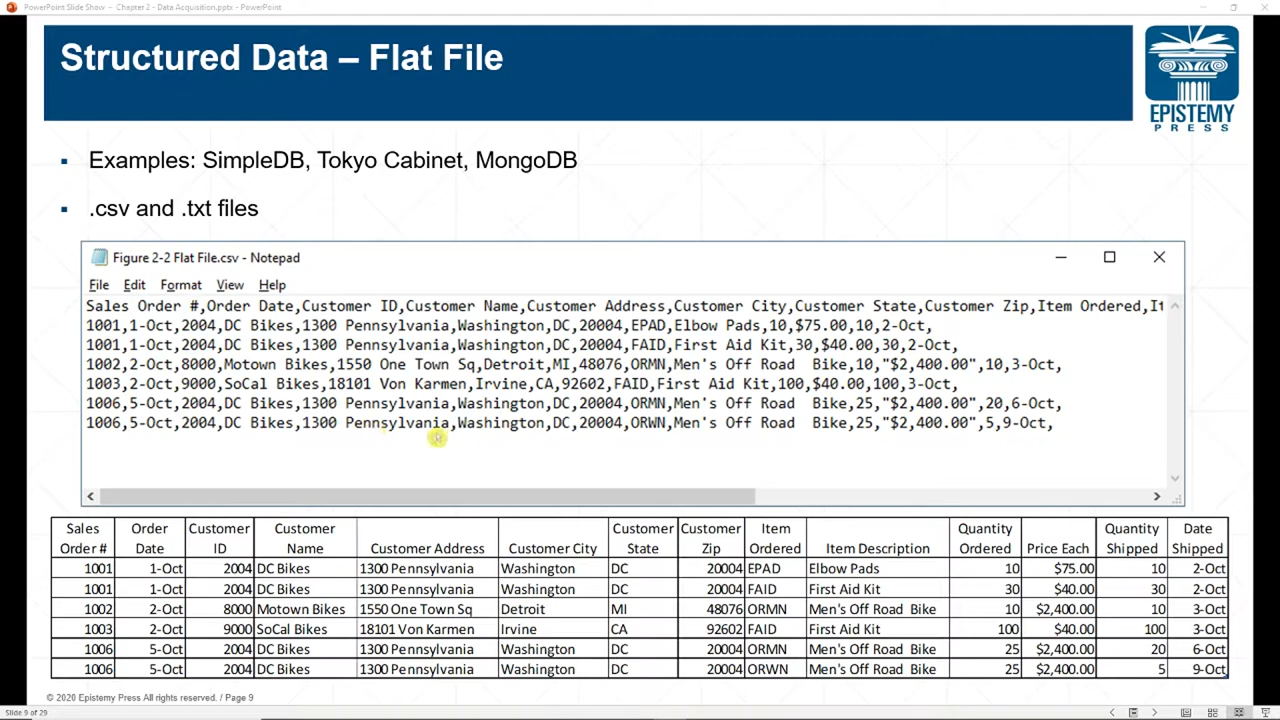 PowerPoint Slide Show - Chapter 2 - Data Acquisition.pptx - PowerPoint
Structured Data – Flat File
EPISTEMY
PRESS
▪ Examples: SimpleDB, Tokyo Cabinet, MongoDB
▪ .csv and .txt files
Figure 2-2 Flat File.csv - Notepad
File Edit Format View Help
Sales Order #,Order Date,Customer ID,Customer Name,Customer Address,Customer City,Customer State,Customer Zip,Item Ordered,It
1001,1-Oct,2004,DC Bikes,1300 Pennsylvania,Washington,DC,20004,EPAD,Elbow Pads,10,$75.00,10,2-Oct,
1001,1-Oct,2004,DC Bikes,1300 Pennsylvania,Washington,DC,20004,FAID,First Aid Kit,30,$40.00,30,2-Oct,
1002,2-Oct,8000,Motown Bikes,1550 One Town Sq,Detroit,MI,48076,ORMN,Men's Off Road  Bike,10,"$2,400.00",10,3-Oct,
1003,2-Oct,9000,SoCal Bikes,18101 Von Karmen,Irvine,CA,92602,FAID,First Aid Kit,100,$40.00,100,3-Oct,
1006,5-Oct,2004,DC Bikes,1300 Pennsylvania,Washington,DC,20004,ORMN,Men's Off Road  Bike,25,"$2,400.00",20,6-Oct,
1006,5-Oct,2004,DC Bikes,1300 Pennsylvania,Washington,DC,20004,ORWN,Men's Off Road  Bike,25,"$2,400.00",5,9-Oct,
Sales Order Customer Customer Customer Customer Item Quantity Quantity Date
Order # Date ID Name Customer Address Customer City State Zip Ordered Item Description Ordered Price Each Shipped Shipped
1001 1-Oct 2004 DC Bikes 1300 Pennsylvania Washington DC 20004 EPAD Elbow Pads 10 $75.00 10 2-Oct
1001 1-Oct 2004 DC Bikes 1300 Pennsylvania Washington DC 20004 FAID First Aid Kit 30 $40.00 30 2-Oct
1002 2-Oct 8000 Motown Bikes 1550 One Town Sq Detroit MI 48076 ORMN Men's Off Road  Bike 10 $2,400.00 10 3-Oct
1003 2-Oct 9000 SoCal Bikes 18101 Von Karmen Irvine CA 92602 FAID First Aid Kit 100 $40.00 100 3-Oct
1006 5-Oct 2004 DC Bikes 1300 Pennsylvania Washington DC 20004 ORMN Men's Off Road  Bike 25 $2,400.00 20 6-Oct
1006 5-Oct 2004 DC Bikes 1300 Pennsylvania Washington DC 20004 ORWN Men's Off Road  Bike 25 $2,400.00 5 9-Oct
© 2020 Epistemy Press All rights reserved. / Page 9
Slide 9 of 29